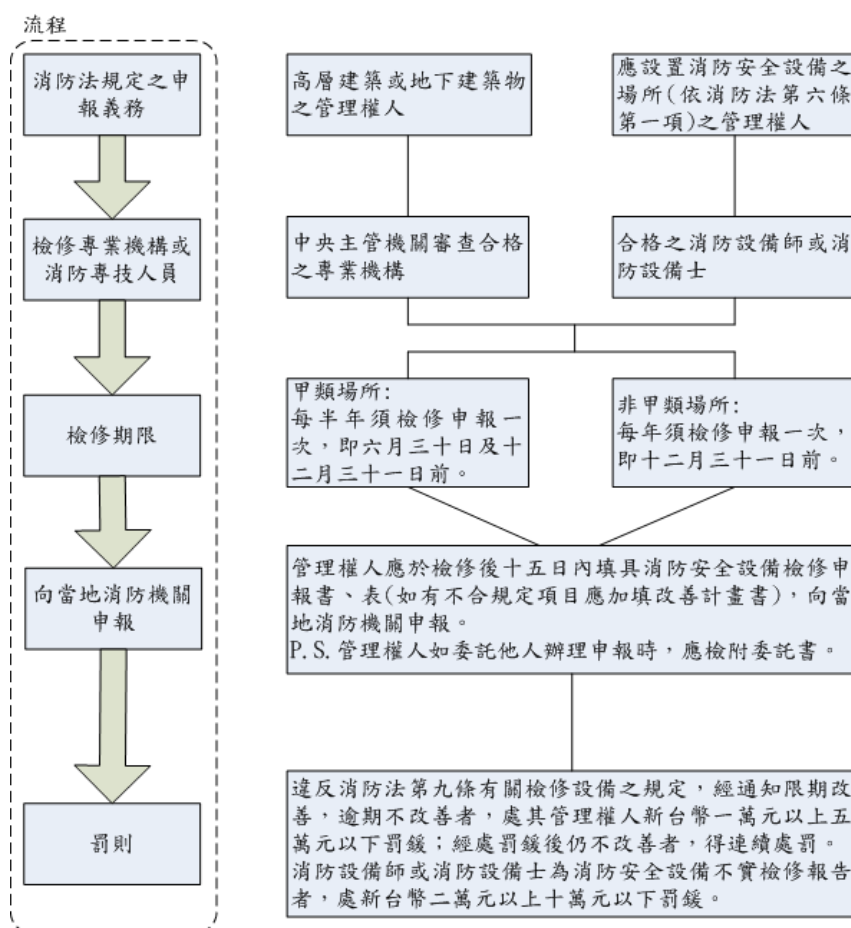 流程
消防法規定之申
報義務
高層建築或地下建築物
之管理權人
應設置消防安全設備之
場所(依消防法第六條
第一項)之管理權人
檢修專業機構或
消防專技人員
中央主管機關審查合格
之專業機構
合格之消防設備師或消
防設備士
檢修期限
甲類場所:
每半年須檢修申報一
次,即六月三十日及十
二月三十一日前。
非甲類場所:
每年須檢修申報一次,
即十二月三十一日前。
向當地消防機關
申報
管理權人應於檢修後十五日內填具消防安全設備檢修申
報書、表(如有不合規定項目應加填改善計畫書),向當
地消防機關申報。
P.S.管理權人如委託他人辦理申報時,應檢附委託書。
罰則
違反消防法第九條有關檢修設備之規定,經通知限期改
善,逾期不改善者,處其管理權人新台幣一萬元以上五
萬元以下罰鍰;經處罰鍰後仍不改善者,得連續處罰。
消防設備師或消防設備士為消防安全設備不實檢修報告
者,處新台幣二萬元以上十萬元以下罰鍰。